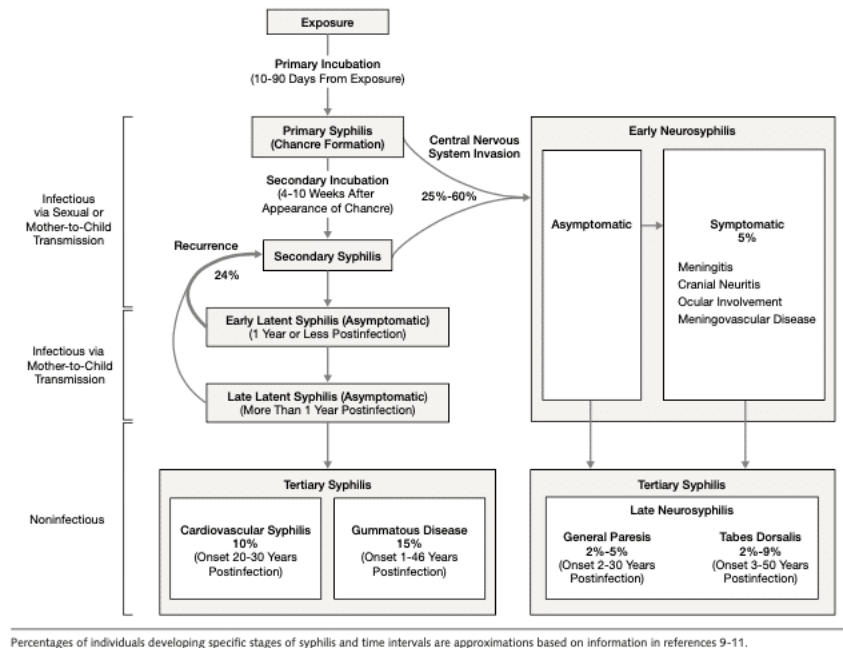 Exposure
Primary Incubation
(10-90 Days From Exposure)
Primary Syphilis
(Chancre Formation)
Central Nervous
System Invasion
Early Neurosyphilis
Secondary Incubation
(4-10 Weeks After
Appearance of Chancre)
25%-60%
Asymptomatic
Symptomatic
5%
Meningitis
Cranial Neuritis
Ocular Involvement
Meningovascular Disease
Infectious
via Sexual or
Mother-to-Child
Transmission
Recurrence
24%
Secondary Syphilis
Early Latent Syphilis (Asymptomatic)
(1 Year or Less Postinfection)
Infectious via
Mother-to-Child
Transmission
Late Latent Syphilis (Asymptomatic)
(More Than 1 Year Postinfection)
Noninfectious
Tertiary Syphilis
Cardiovascular Syphilis
10%
(Onset 20-30 Years
Postinfection)
Gummatous Disease
15%
(Onset 1-46 Years
Postinfection)
Tertiary Syphilis
Late Neurosyphilis
General Paresis
2%-5%
(Onset 2-30 Years
Postinfection)
Tabes Dorsalis
2%-9%
(Onset 3-50 Years
Postinfection)
Percentages of individuals developing specific stages of syphilis and time intervals are approximations based on information in references 9-11.